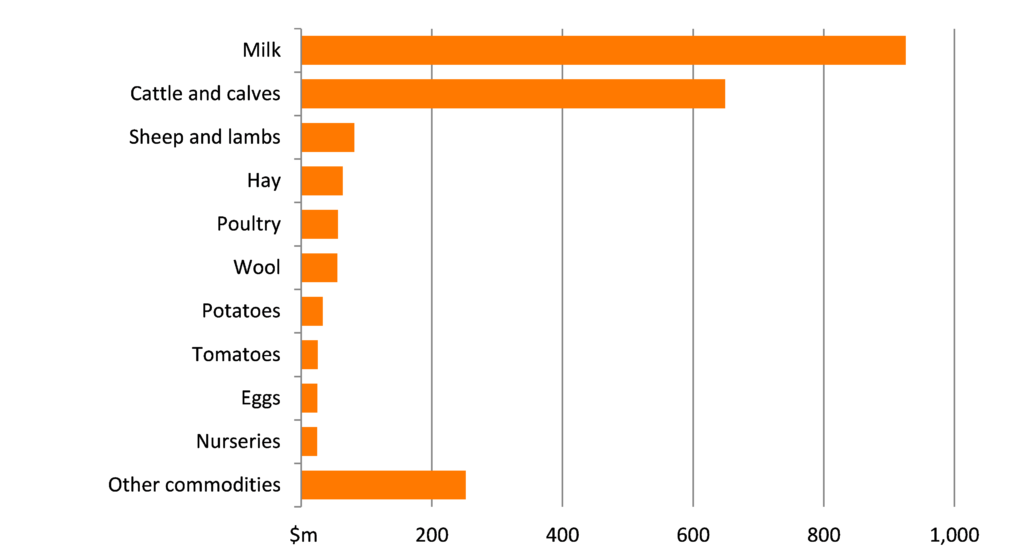 Milk
Cattle and calves
Sheep and lambs
Hay
Poultry
Wool
Potatoes
Tomatoes
Eggs
Nurseries
Other commodities
$m 200 400 600 800 1,000